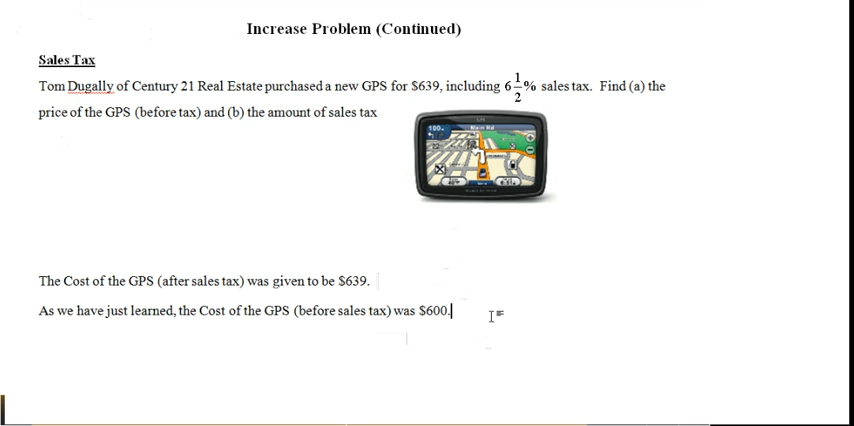 Increase Problem (Continued)
Sales Tax
Tom Dugally of Century 21 Real Estate purchased a new GPS for $639, including 6 1/2 % sales tax. Find (a) the
price of the GPS (before tax) and (b) the amount of sales tax
Main Rd
The Cost of the GPS (after sales tax) was given to be $639.
As we have just learned, the Cost of the GPS (before sales tax) was $600.